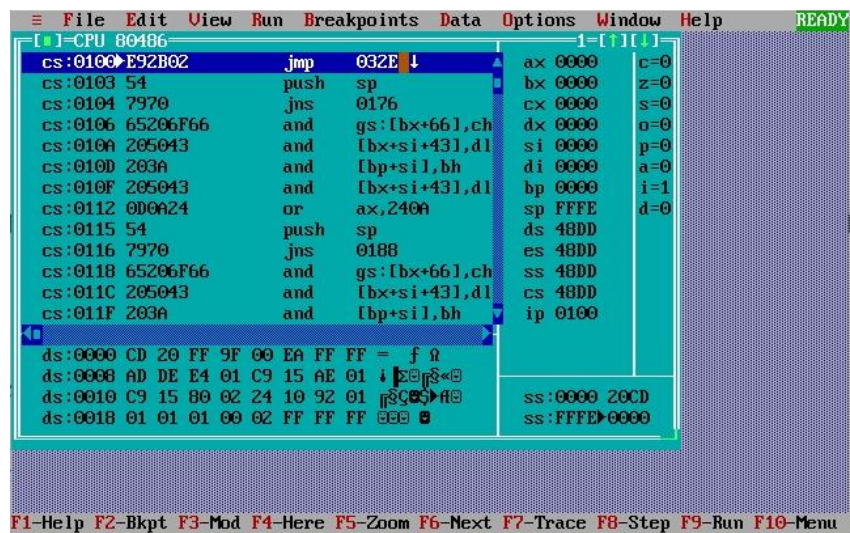 ≡ File Edit View Run Breakpoints Data Options Window Help READY
[■]=CPU 80486 1=[↑][↓]
cs:0100►E92B02 jmp 032E ↓ ax 0000 c=0
cs:0103 54 push sp bx 0000 z=0
cs:0104 7970 jns 0176 cx 0000 s=0
cs:0106 65206F66 and gs:[bx+66],ch dx 0000 o=0
cs:010A 205043 and [bx+si+43],dl si 0000 p=0
cs:010D 203A and [bp+si],bh di 0000 a=0
cs:010F 205043 and [bx+si+43],dl bp 0000 i=1
cs:0112 0D0A24 or ax,240A sp FFFE d=0
cs:0115 54 push sp ds 48DD
cs:0116 7970 jns 0188 es 48DD
cs:0118 65206F66 and gs:[bx+66],ch ss 48DD
cs:011C 205043 and [bx+si+43],dl cs 48DD
cs:011F 203A and [bp+si],bh ip 0100
ds:0000 CD 20 FF 9F 00 EA FF FF = ƒ Ω
ds:0008 AD DE E4 01 C9 15 AE 01 ¡▐Σ☺╔§«☺
ds:0010 C9 15 80 02 24 10 92 01 ╔§Ç☻$►Æ☺ ss:0000 20CD
ds:0018 01 01 01 00 02 FF FF FF ☺☺☺ ☻ ss:FFFE►0000
F1-Help F2-Bkpt F3-Mod F4-Here F5-Zoom F6-Next F7-Trace F8-Step F9-Run F10-Menu